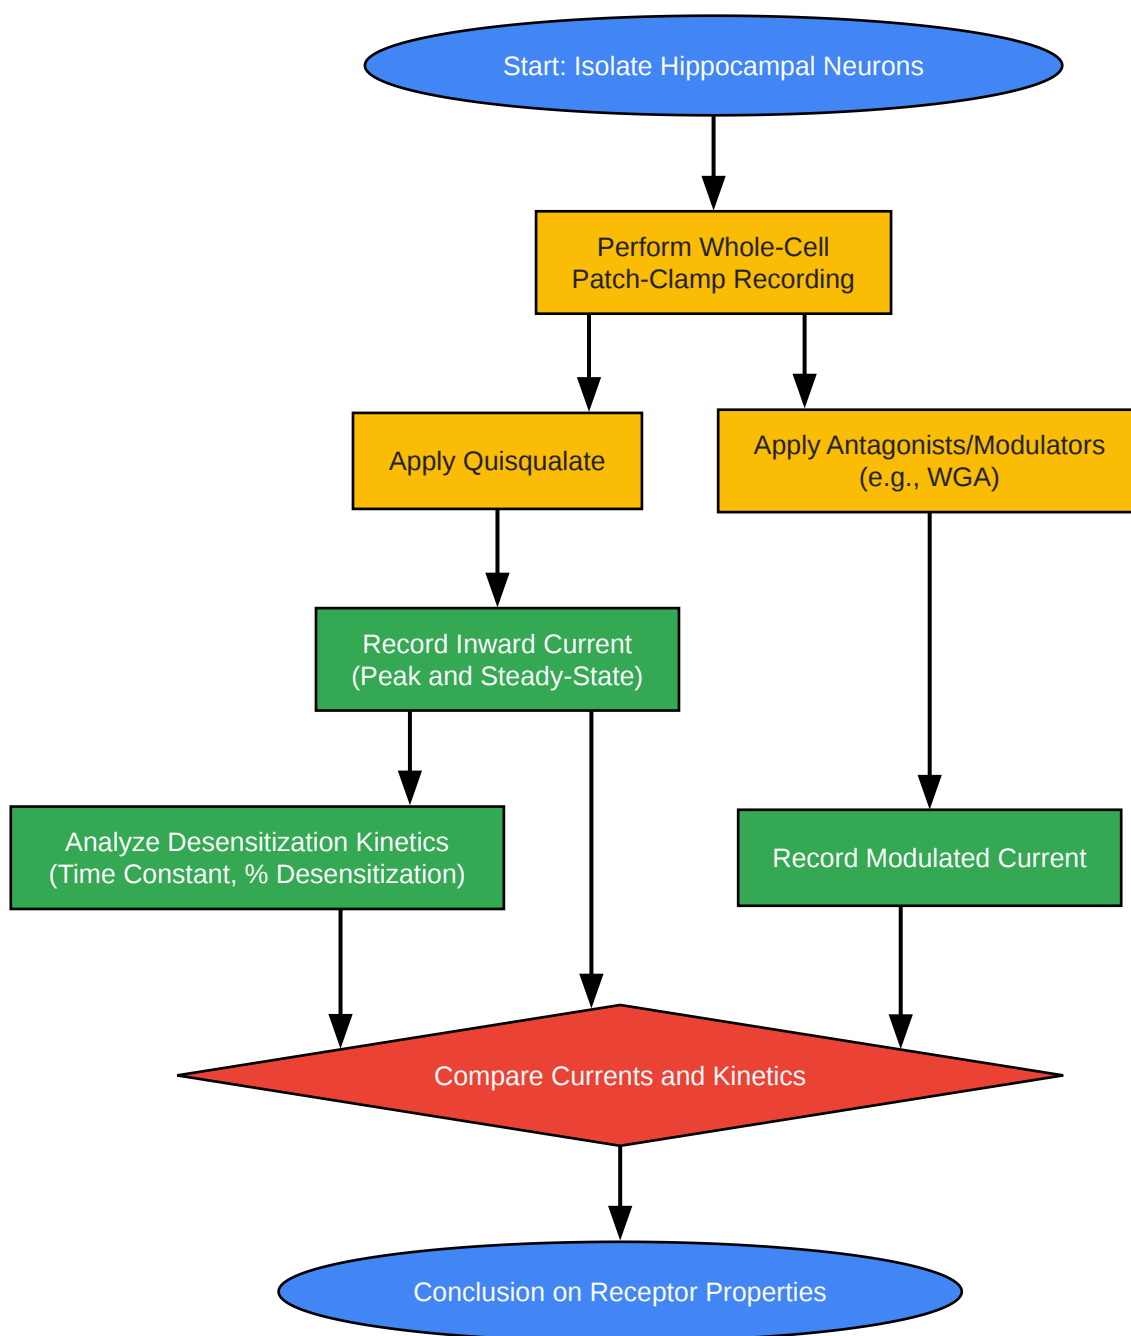 Start: Isolate Hippocampal Neurons
Perform Whole-Cell
Patch-Clamp Recording
Apply Quisqualate
Apply Antagonists/Modulators
(e.g., WGA)
Record Inward Current
(Peak and Steady-State)
Analyze Desensitization Kinetics
(Time Constant, % Desensitization)
Record Modulated Current
Compare Currents and Kinetics
Conclusion on Receptor Properties